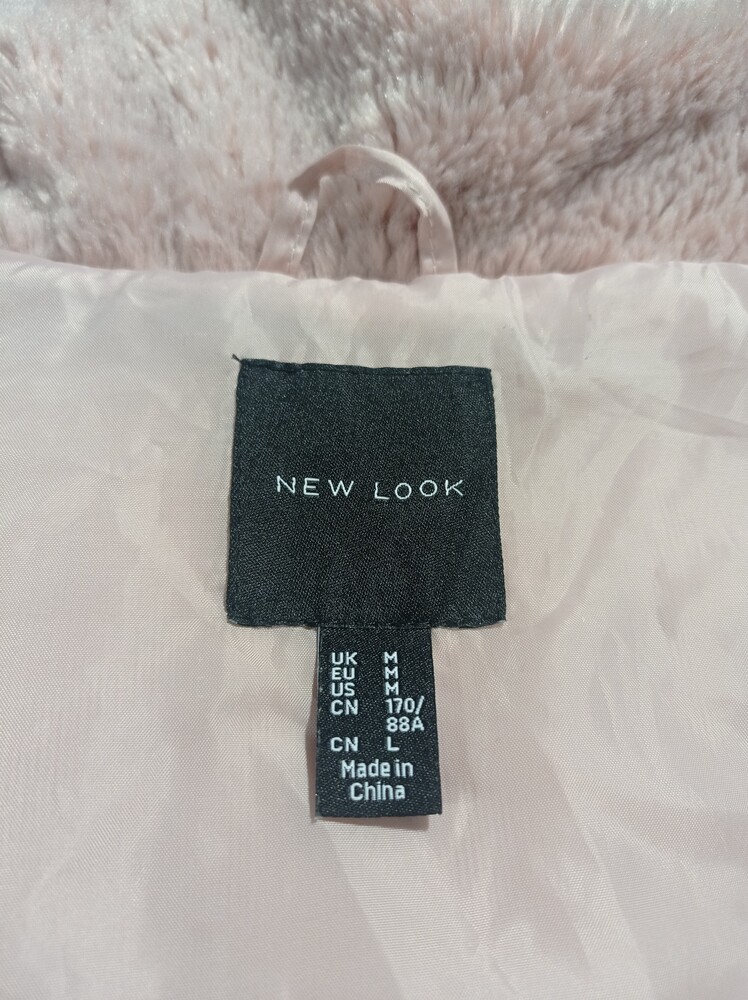 NEW LOOK
UK M
EU M
US M
CN 170/
88A
CN L
Made in
China